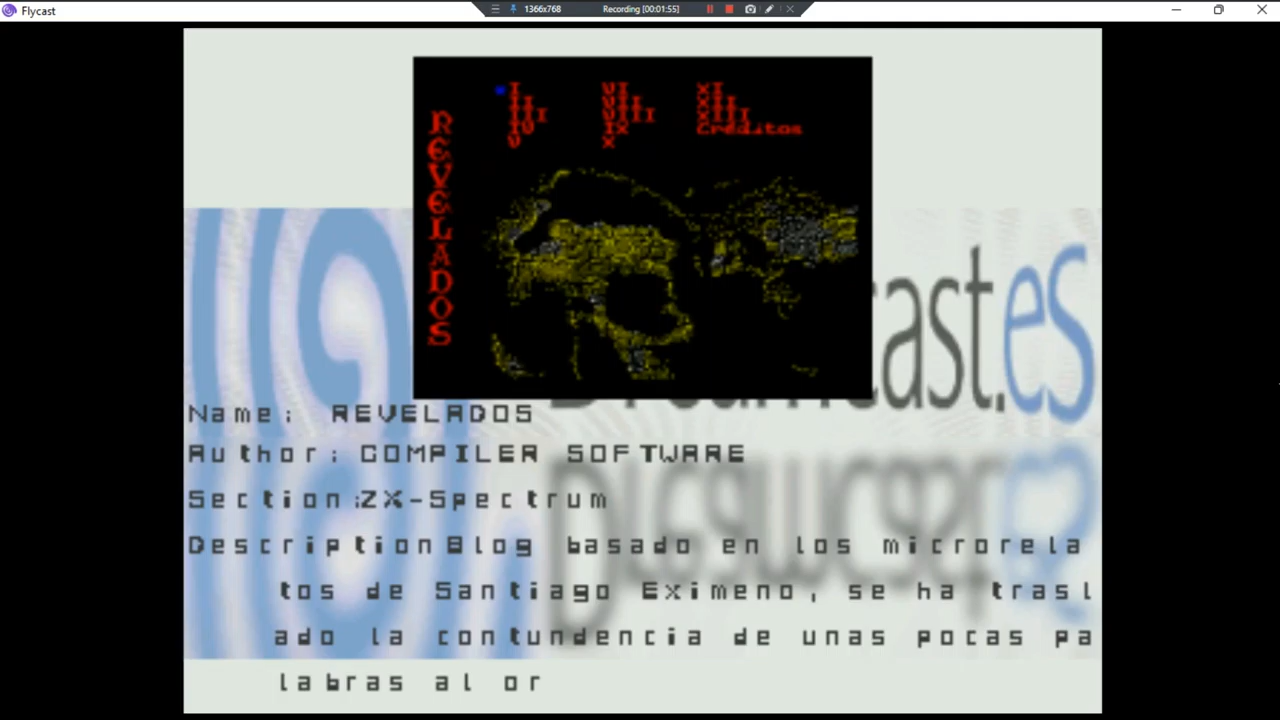 Flycast
1366x768
Recording [00:01:55]
REVELADOS
I VI XI
II VII XII
III VIII XIII
IV IX Créditos
V X
cast.es
Name: REVELADOS
Author: COMPILER SOFTWARE
Section:ZX-Spectrum
DescriptionBlog basado en los microrela
tos de Santiago Eximeno, se ha trasl
ado la contundencia de unas pocas pa
labras al or